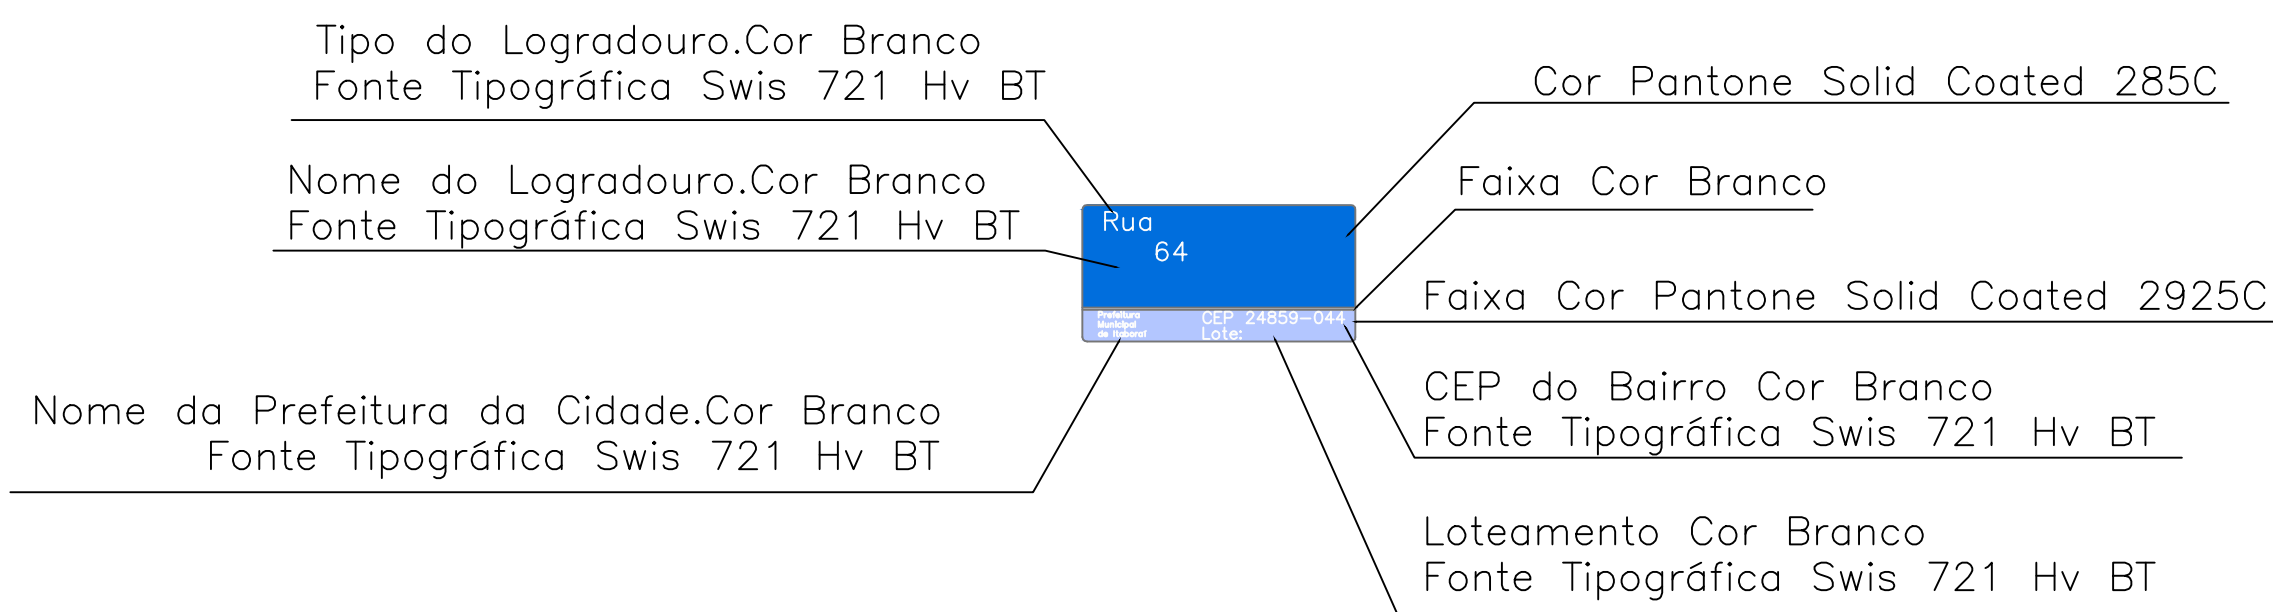 Tipo do Logradouro.Cor Branco
Fonte Tipográfica Swis 721 Hv BT
Nome do Logradouro.Cor Branco
Fonte Tipográfica Swis 721 Hv BT
Nome da Prefeitura da Cidade.Cor Branco
Fonte Tipográfica Swis 721 Hv BT
Rua
64
Prefeitura
Municipal
de Itaboraí
CEP 24859-044
Lote:
Cor Pantone Solid Coated 285C
Faixa Cor Branco
Faixa Cor Pantone Solid Coated 2925C
CEP do Bairro Cor Branco
Fonte Tipográfica Swis 721 Hv BT
Loteamento Cor Branco
Fonte Tipográfica Swis 721 Hv BT